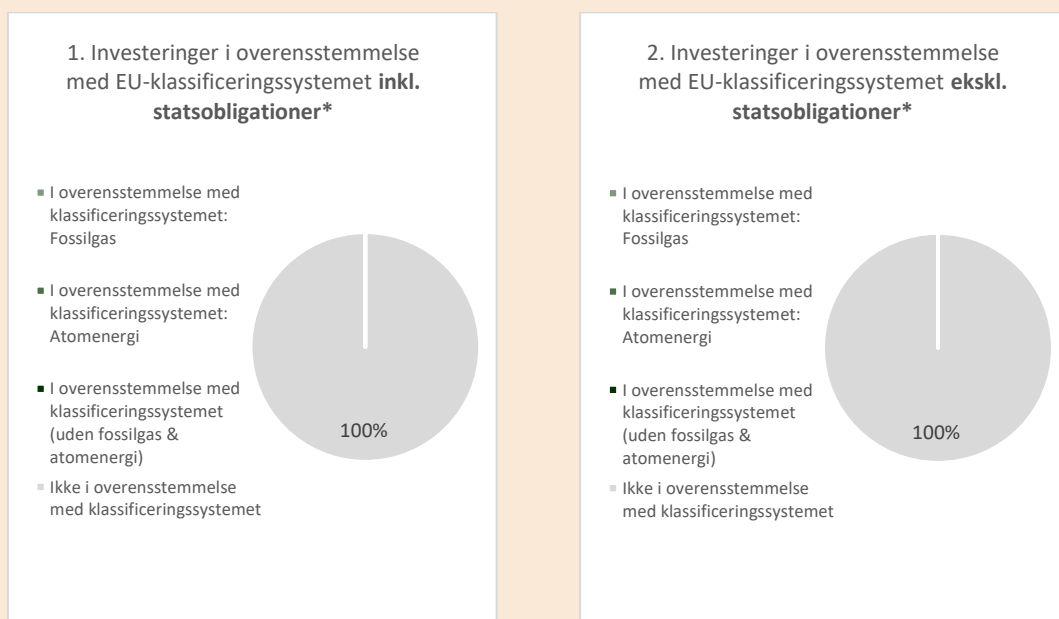 1. Investeringer i overensstemmelse
med EU-klassificeringssystemet inkl.
statsobligationer*
I overensstemmelse med
klassificeringssystemet:
Fossilgas
I overensstemmelse med
klassificeringssystemet:
Atomenergi
I overensstemmelse med
klassificeringssystemet
(uden fossilgas &
atomenergi)
Ikke i overensstemmelse
med klassificeringssystemet
100%
2. Investeringer i overensstemmelse
med EU-klassificeringssystemet ekskl.
statsobligationer*
I overensstemmelse med
klassificeringssystemet:
Fossilgas
I overensstemmelse med
klassificeringssystemet:
Atomenergi
I overensstemmelse med
klassificeringssystemet
(uden fossilgas &
atomenergi)
Ikke i overensstemmelse
med klassificeringssystemet
100%